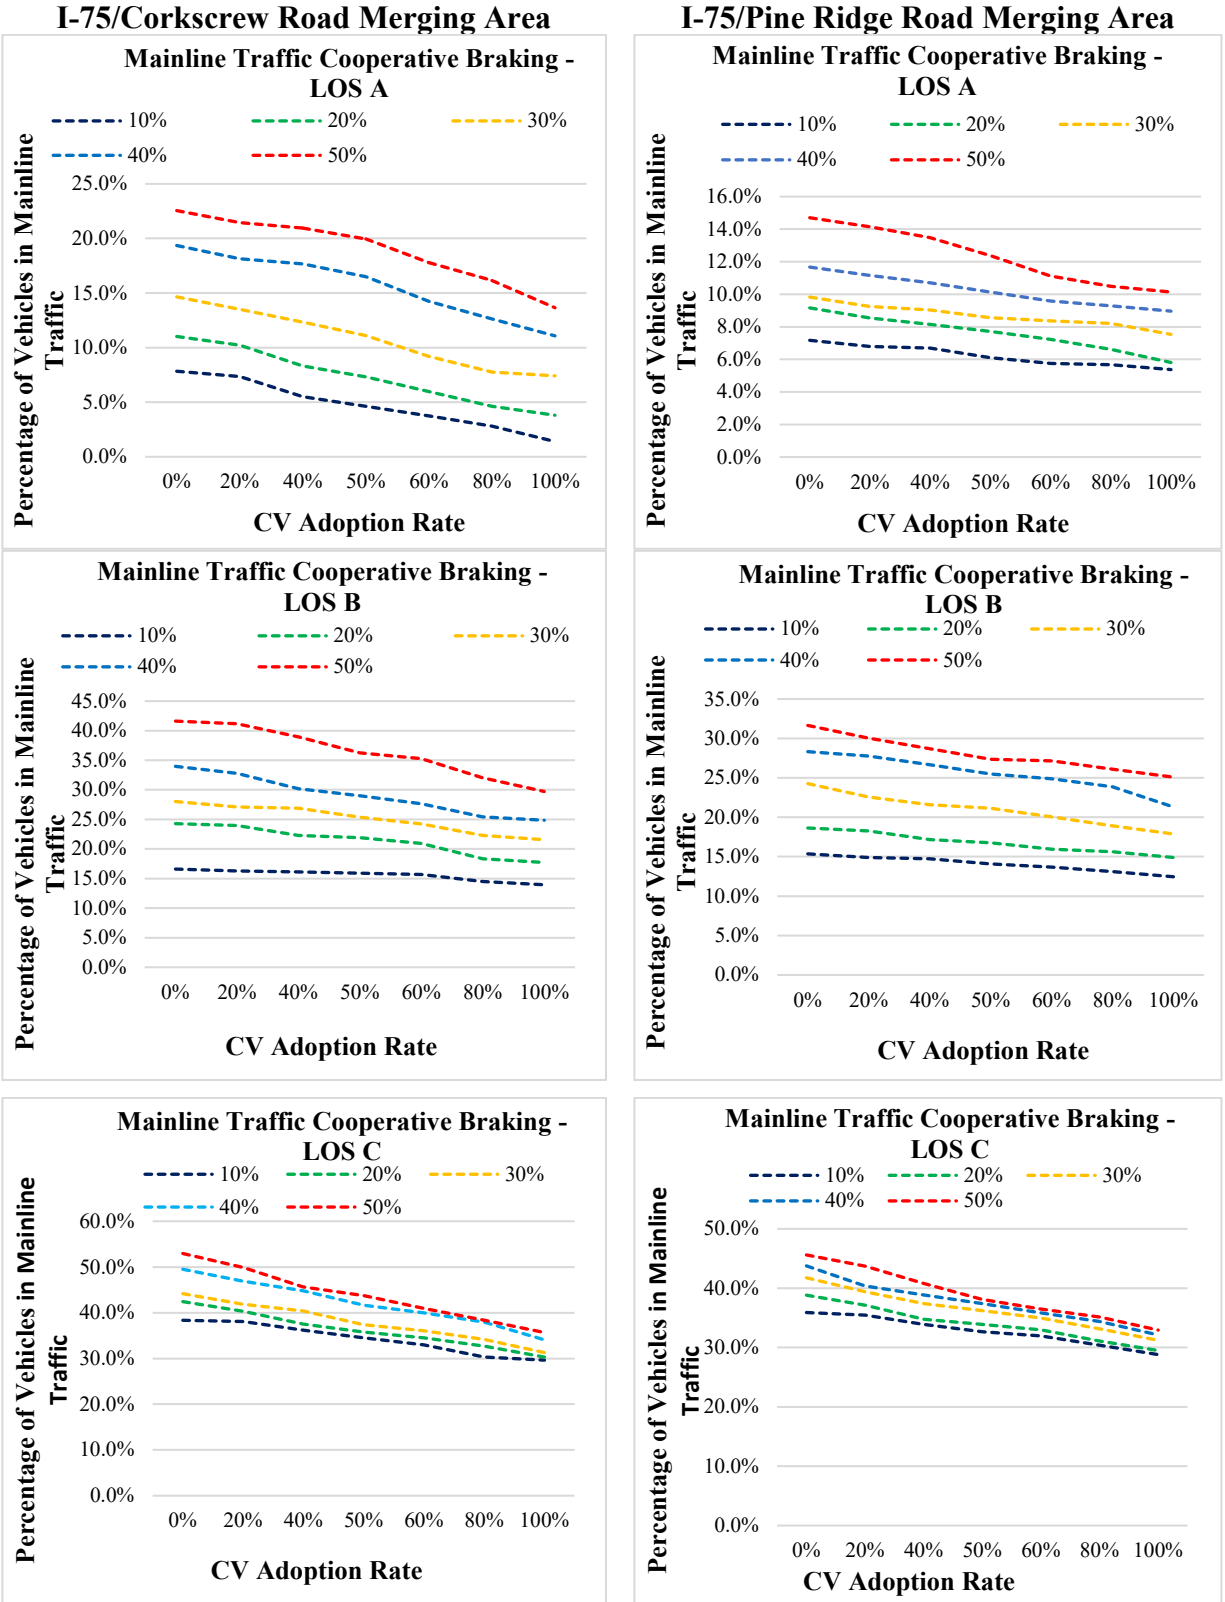 I-75/Corkscrew Road Merging Area
Mainline Traffic Cooperative Braking -
LOS A
10% 20% 30%
40% 50%
Percentage of Vehicles in Mainline
Traffic
25.0%
20.0%
15.0%
10.0%
5.0%
0.0%
0% 20% 40% 50% 60% 80% 100%
CV Adoption Rate
I-75/Pine Ridge Road Merging Area
Mainline Traffic Cooperative Braking -
LOS A
10% 20% 30%
40% 50%
Percentage of Vehicles in Mainline
Traffic
16.0%
14.0%
12.0%
10.0%
8.0%
6.0%
4.0%
2.0%
0.0%
0% 20% 40% 50% 60% 80% 100%
CV Adoption Rate
Mainline Traffic Cooperative Braking -
LOS B
10% 20% 30%
40% 50%
Percentage of Vehicles in Mainline
Traffic
45.0%
40.0%
35.0%
30.0%
25.0%
20.0%
15.0%
10.0%
5.0%
0.0%
0% 20% 40% 50% 60% 80% 100%
CV Adoption Rate
Mainline Traffic Cooperative Braking -
LOS B
10% 20% 30%
40% 50%
Percentage of Vehicles in Mainline
Traffic
35.0%
30.0%
25.0%
20.0%
15.0%
10.0%
5.0%
0.0%
0% 20% 40% 50% 60% 80% 100%
CV Adoption Rate
Mainline Traffic Cooperative Braking -
LOS C
10% 20% 30%
40% 50%
Percentage of Vehicles in Mainline
Traffic
60.0%
50.0%
40.0%
30.0%
20.0%
10.0%
0.0%
0% 20% 40% 50% 60% 80% 100%
CV Adoption Rate
Mainline Traffic Cooperative Braking -
LOS C
10% 20% 30%
40% 50%
Percentage of Vehicles in Mainline
Traffic
50.0%
40.0%
30.0%
20.0%
10.0%
0.0%
0% 20% 40% 50% 60% 80% 100%
CV Adoption Rate